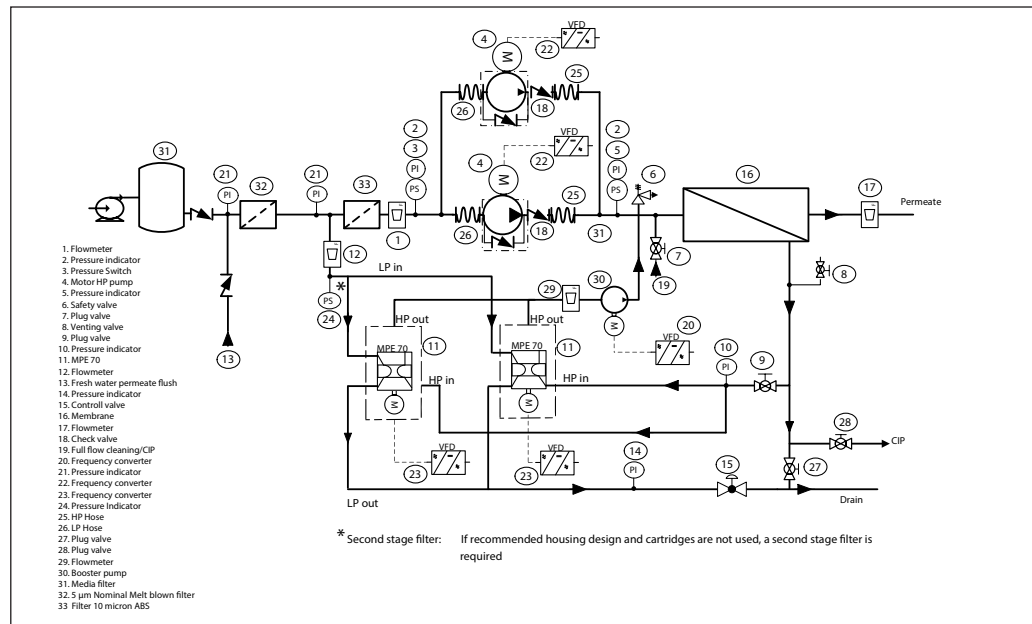 VFD
4
22
M
25
26
18
2
3
PI
PS
VFD
4
22
M
2
5
PI
PS
6
16
17
31
21
PI
32
21
PI
33
25
Permeate
1
26
18
31
7
19
8
12
LP in
PS
*
24
29
30
HP out
HP out
M
VFD
20
13
MPE 70
11
MPE 70
11
10
PI
9
HP in
HP in
M
M
28
CIP
VFD
23
VFD
23
14
PI
15
27
LP out
Drain
1. Flowmeter
2. Pressure indicator
3. Pressure Switch
4. Motor HP pump
5. Pressure indicator
6. Safety valve
7. Plug valve
8. Venting valve
9. Plug valve
10. Pressure indicator
11. MPE 70
12. Flowmeter
13. Fresh water permeate flush
14. Pressure indicator
15. Controll valve
16. Membrane
17. Flowmeter
18. Check valve
19. Full flow cleaning/CIP
20. Frequency converter
21. Pressure indicator
22. Frequency converter
23. Frequency converter
24. Pressure Indicator
25. HP Hose
26. LP Hose
27. Plug valve
28. Plug valve
29. Flowmeter
30. Booster pump
31. Media filter
32. 5 µm Nominal Melt blown filter
33 Filter 10 micron ABS
* Second stage filter: If recommended housing design and cartridges are not used, a second stage filter is
required